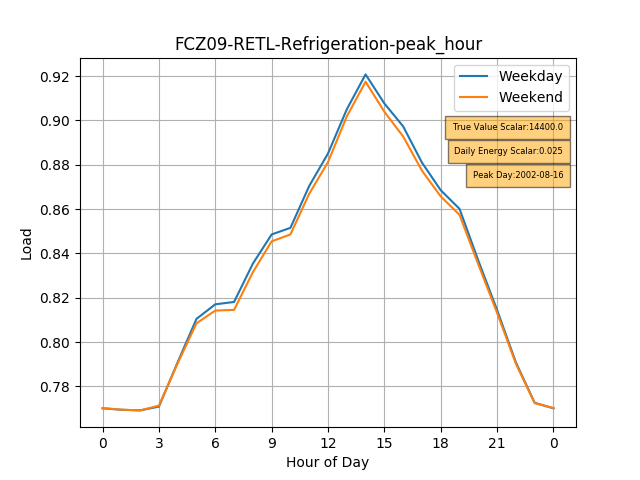 FCZ09-RETL-Refrigeration-peak_hour
Weekday
Weekend
True Value Scalar:14400.0
Daily Energy Scalar:0.025
Peak Day:2002-08-16
Load
0.92
0.90
0.88
0.86
0.84
0.82
0.80
0.78
0 3 6 9 12 15 18 21 0
Hour of Day